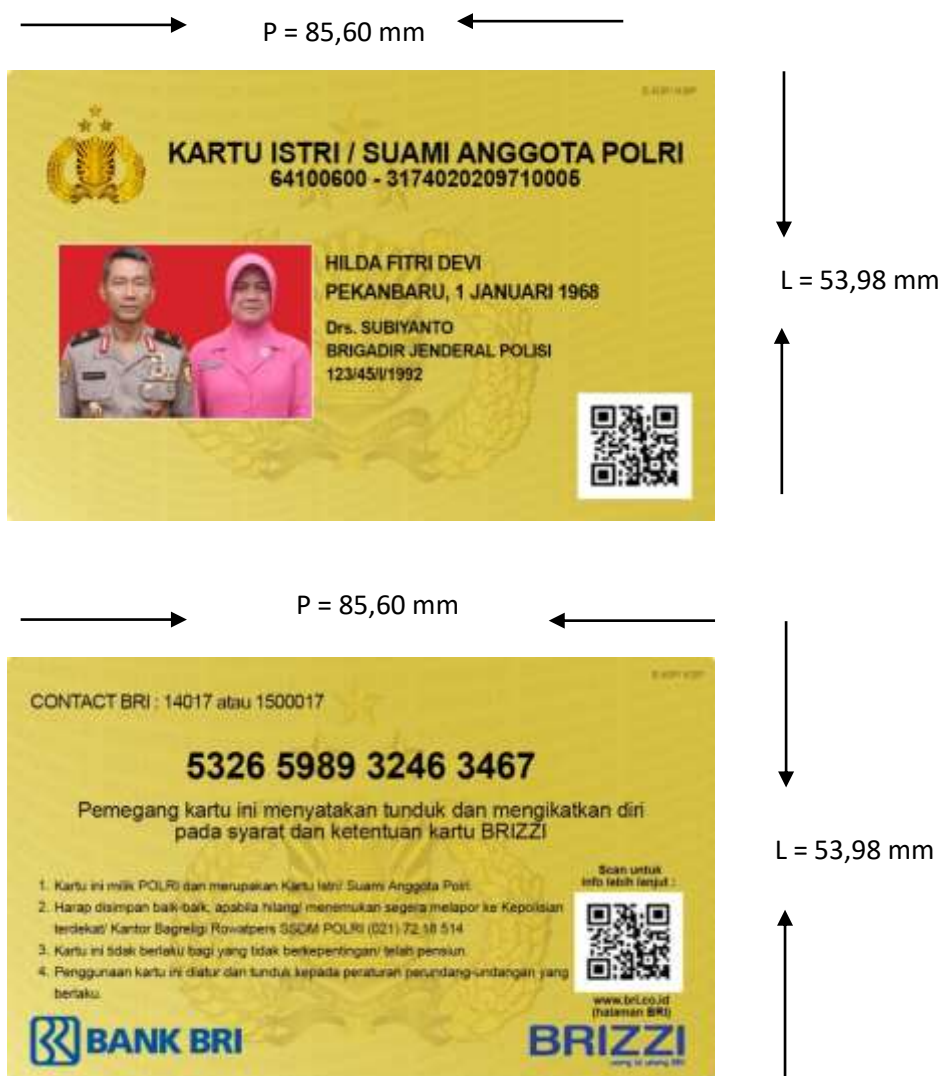 P = 85,60 mm
KARTU ISTRI / SUAMI ANGGOTA POLRI
64100600 - 3174020209710005
HILDA FITRI DEVI
PEKANBARU, 1 JANUARI 1968
Drs. SUBIYANTO
BRIGADIR JENDERAL POLISI
123/45/I/1992
L = 53,98 mm
P = 85,60 mm
CONTACT BRI : 14017 atau 1500017
5326 5989 3246 3467
Pemegang kartu ini menyatakan tunduk dan mengikatkan diri
pada syarat dan ketentuan kartu BRIZZI
1. Kartu ini milik POLRI dan merupakan Kartu Istri/ Suami Anggota Polri.
2. Harap disimpan baik-baik, apabila hilang/ menemukan segera melapor ke Kepolisian
terdekat/ Kantor Bagreligi Rowatpers SSDM POLRI (021) 72 18 514
3. Kartu ini tidak berlaku bagi yang tidak berkepentingan/ telah pensiun.
4. Penggunaan kartu ini diatur dan tunduk kepada peraturan perundang-undangan yang
berlaku.
Scan untuk
info lebih lanjut :
www.bri.co.id
(halaman BRI)
BANK BRI
BRIZZI
L = 53,98 mm